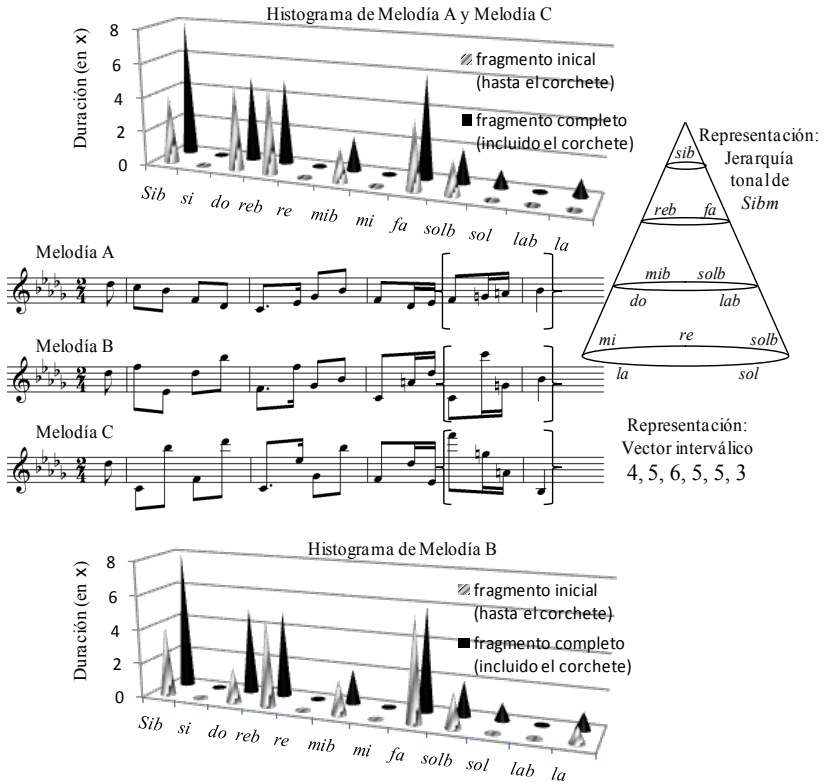 Histograma de Melodía A y Melodía C
Duración (en x)
8
6
4
2
0
fragmento inical
(hasta el corchete)
fragmento completo
(incluido el corchete)
Sib si do reb re mib mi fa solb sol lab la
Representación:
Jerarquía
tonal de
Sibm
sib
reb fa
mib solb
do lab
mi re solb
la sol
Melodía A
2
4
Melodía B
2
4
Melodía C
2
4
Representación:
Vector interválico
4, 5, 6, 5, 5, 3
Histograma de Melodía B
Duración (en x)
8
6
4
2
0
fragmento inicial
(hasta el corchete)
fragmento completo
(incluido el corchete)
Sib si do reb re mib mi fa solb sol lab la